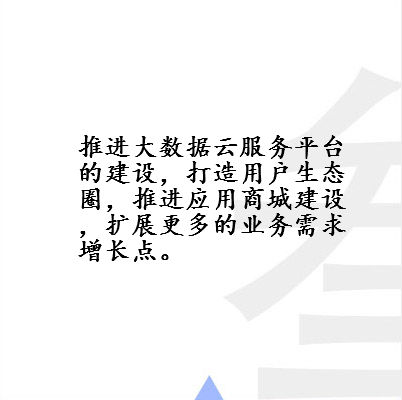 推进大数据云服务平台
的建设，打造用户生态
圈，推进应用商城建设
，扩展更多的业务需求
增长点。